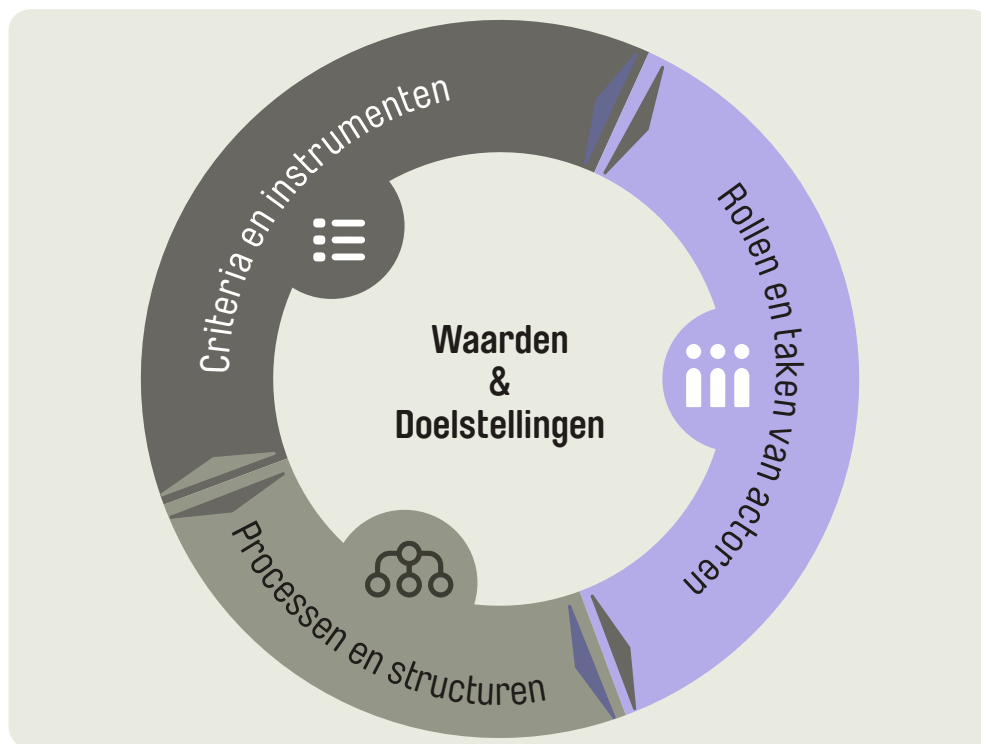 Criteria en instrumenten
Rollen en taken van actoren
Waarden
&
Doelstellingen
Processen en structuren